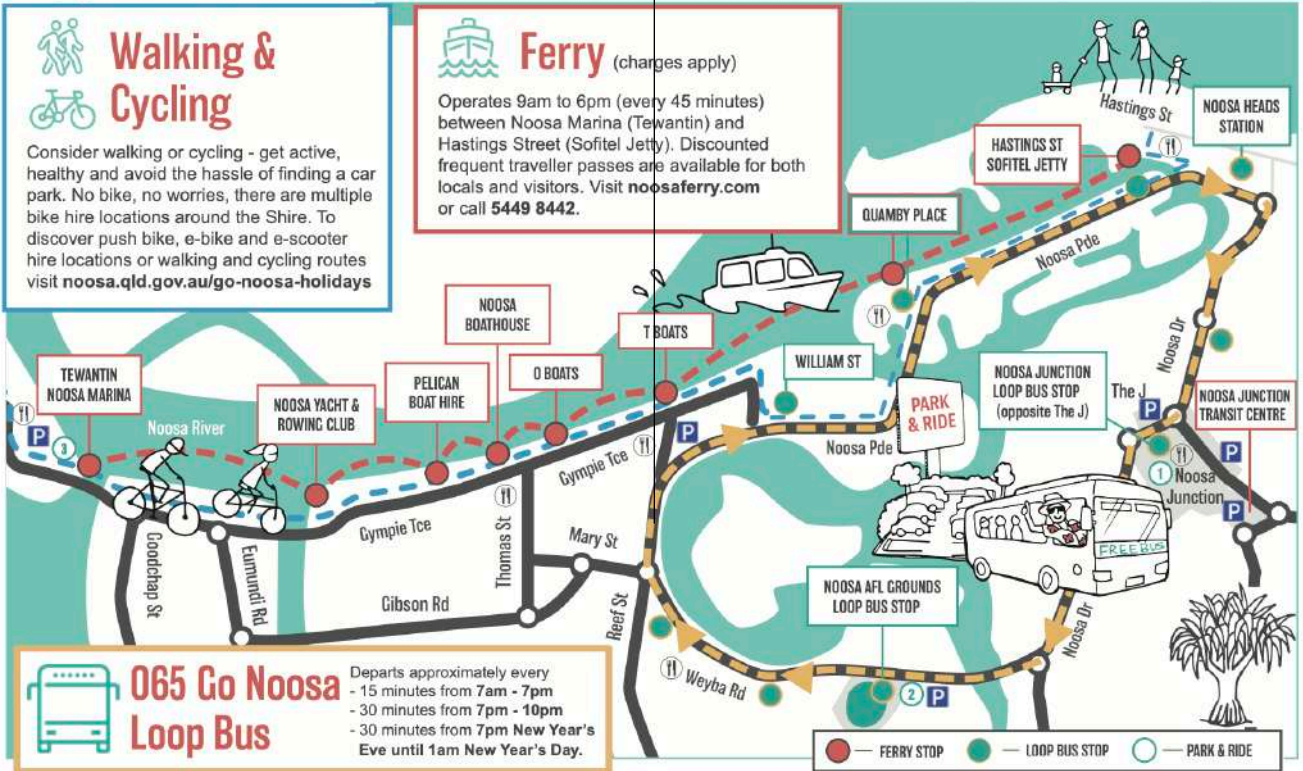 Walking &
Cycling
Consider walking or cycling - get active,
healthy and avoid the hassle of finding a car
park. No bike, no worries, there are multiple
bike hire locations around the Shire. To
discover push bike, e-bike and e-scooter
hire locations or walking and cycling routes
visit noosa.qld.gov.au/go-noosa-holidays
Ferry (charges apply)
Operates 9am to 6pm (every 45 minutes)
between Noosa Marina (Tewantin) and
Hastings Street (Sofitel Jetty). Discounted
frequent traveller passes are available for both
locals and visitors. Visit noosaferry.com
or call 5449 8442.
Hastings St
NOOSA HEADS
STATION
HASTINGS ST
SOFITEL JETTY
QUAMBY PLACE
Noosa Pde
NOOSA
BOATHOUSE
T BOATS
O BOATS
PELICAN
BOAT HIRE
NOOSA YACHT &
ROWING CLUB
TEWANTIN
NOOSA MARINA
Noosa River
P
3
WILLIAM ST
NOOSA JUNCTION
LOOP BUS STOP
(opposite The J)
The J
P
Noosa Dr
NOOSA JUNCTION
TRANSIT CENTRE
PARK
& RIDE
P
Noosa Pde
Gympie Tce
P
1
Noosa
Junction
P
Gympie Tce
Goodchap St
Eumundi Rd
Thomas St
Mary St
Gibson Rd
Reef St
FREE BUS
NOOSA AFL GROUNDS
LOOP BUS STOP
Noosa Dr
Weyba Rd
2
P
065 Go Noosa
Loop Bus
Departs approximately every
- 15 minutes from 7am - 7pm
- 30 minutes from 7pm - 10pm
- 30 minutes from 7pm New Year's
Eve until 1am New Year's Day.
— FERRY STOP
— LOOP BUS STOP
— PARK & RIDE